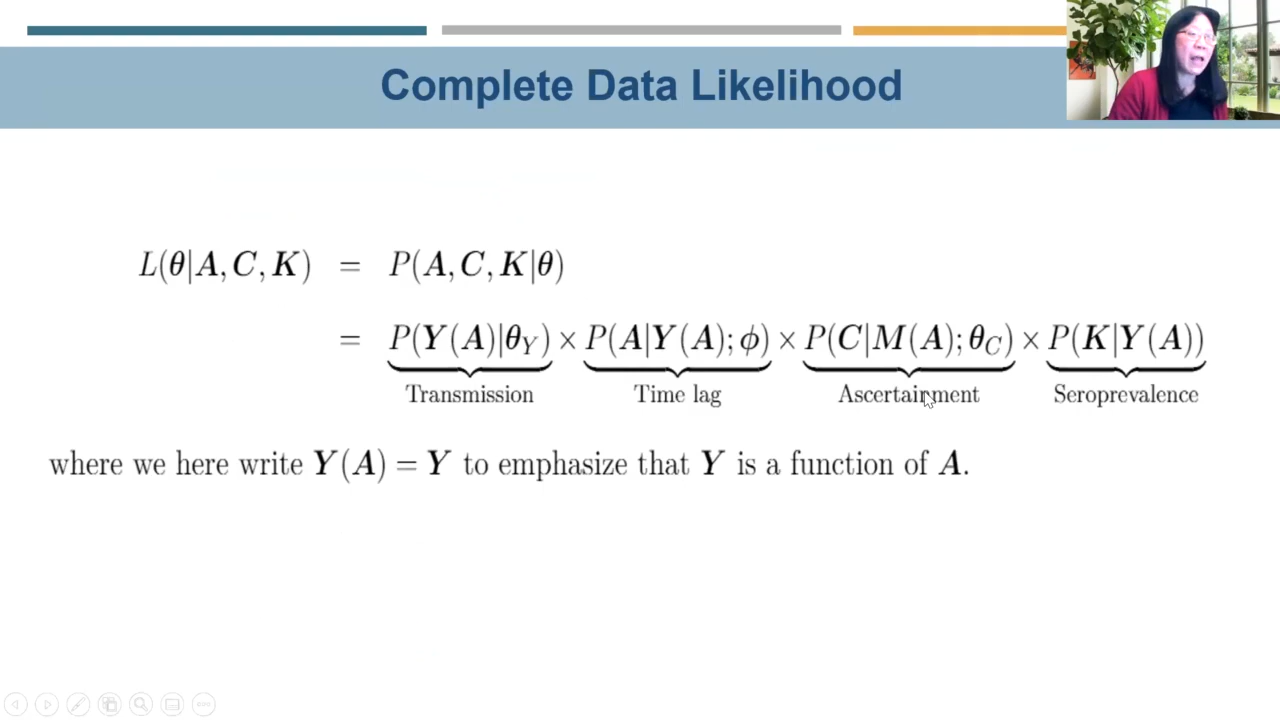 Complete Data Likelihood
L(θ|A, C, K) = P(A, C, K|θ)
= P(Y(A)|θ_Y) × P(A|Y(A); ϕ) × P(C|M(A); θ_C) × P(K|Y(A))
Transmission Time lag Ascertainment Seroprevalence
where we here write Y(A) = Y to emphasize that Y is a function of A.